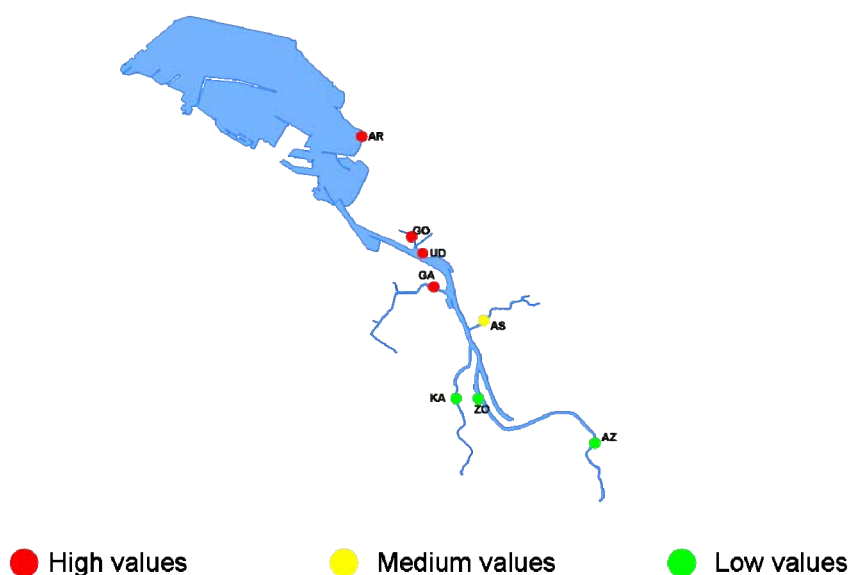 AR
GO
UD
GA
AS
KA
ZO
AZ
High values
Medium values
Low values